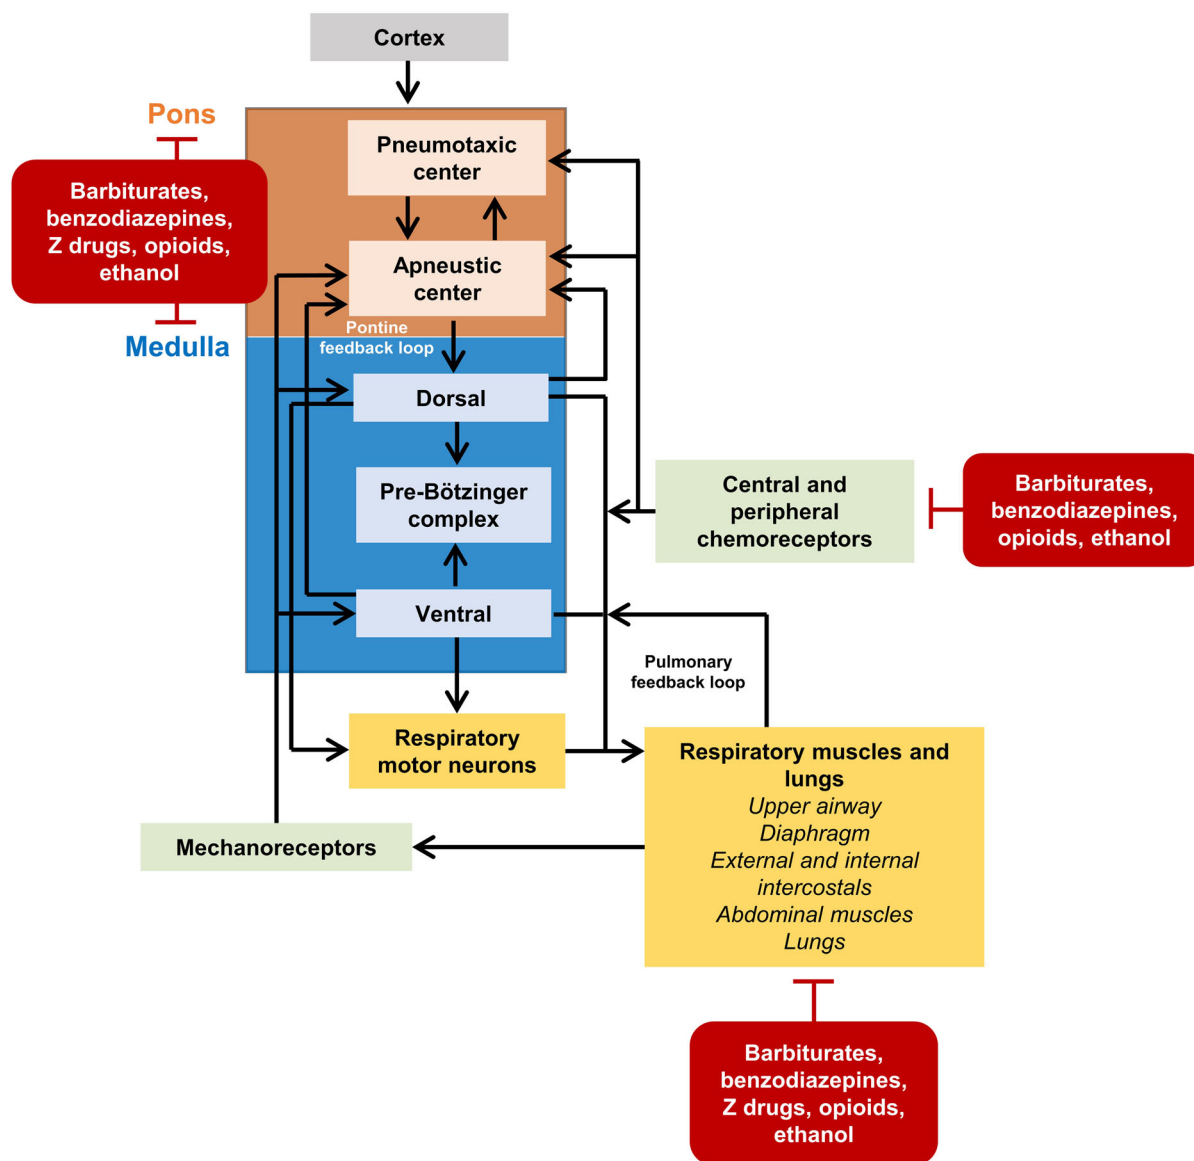 Cortex
Pons
Pneumotaxic
center
Barbiturates,
benzodiazepines,
Z drugs, opioids,
ethanol
Apneustic
center
Pontine
feedback loop
Medulla
Dorsal
Pre-Bötzinger
complex
Central and
peripheral
chemoreceptors
Barbiturates,
benzodiazepines,
opioids, ethanol
Ventral
Pulmonary
feedback loop
Respiratory
motor neurons
Respiratory muscles and
lungs
Upper airway
Diaphragm
External and internal
intercostals
Abdominal muscles
Lungs
Mechanoreceptors
Barbiturates,
benzodiazepines,
Z drugs, opioids,
ethanol